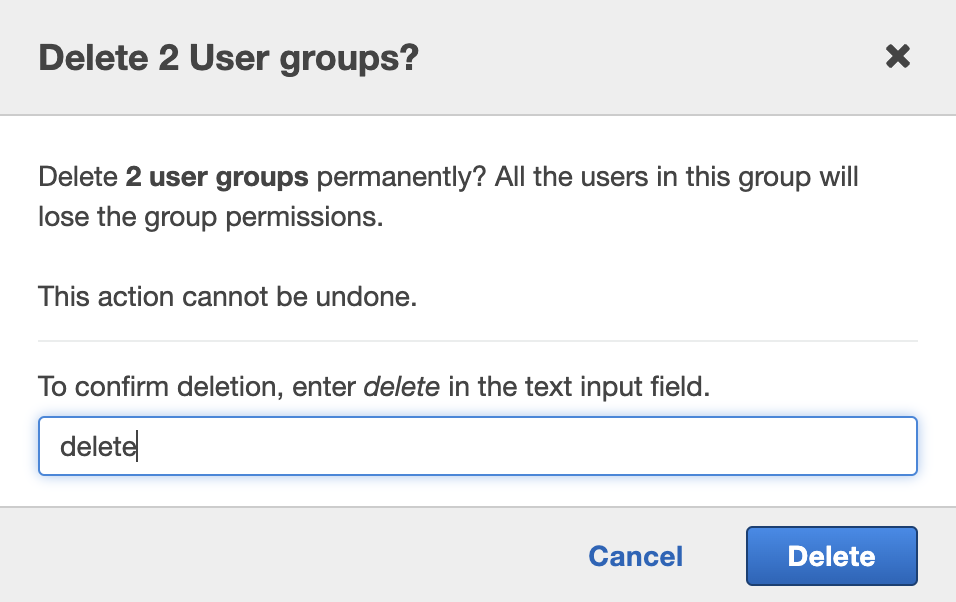 Delete 2 User groups?
Delete 2 user groups permanently? All the users in this group will
lose the group permissions.
This action cannot be undone.
To confirm deletion, enter delete in the text input field.
delete
Cancel
Delete